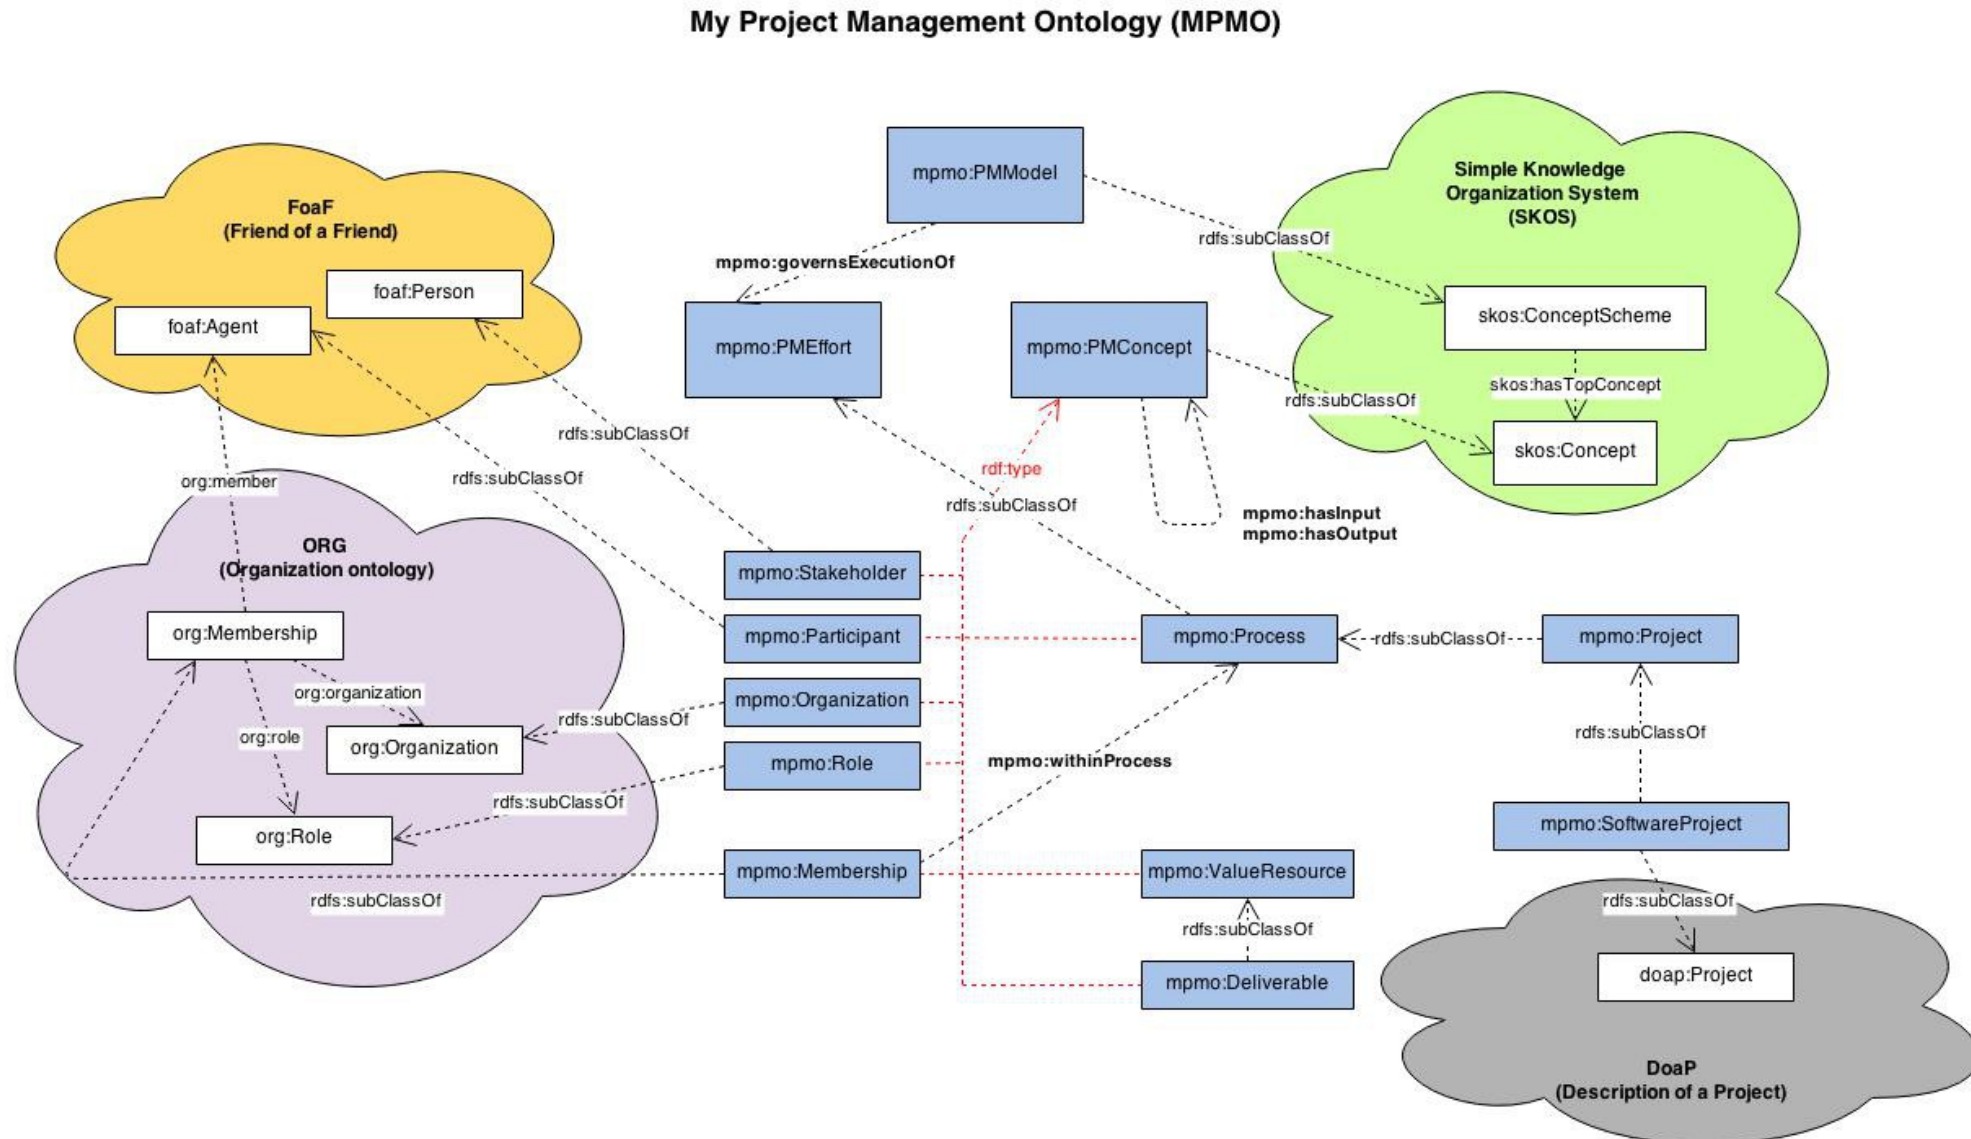 My Project Management Ontology (MPMO)
mpmo:PMModel
Simple Knowledge
Organization System
(SKOS)
FoaF
(Friend of a Friend)
rdfs:subClassOf
mpmo:governsExecutionOf
foaf:Person
foaf:Agent
skos:ConceptScheme
mpmo:PMEffort
mpmo:PMConcept
skos:hasTopConcept
rdfs:subClassOf
rdfs:subClassOf
skos:Concept
rdf:type
rdfs:subClassOf
org:member
rdfs:subClassOf
mpmo:hasInput
mpmo:hasOutput
ORG
(Organization ontology)
mpmo:Stakeholder
org:Membership
mpmo:Participant
mpmo:Process
rdfs:subClassOf
mpmo:Project
org:organization
mpmo:Organization
rdfs:subClassOf
org:role
org:Organization
rdfs:subClassOf
mpmo:Role
mpmo:withinProcess
rdfs:subClassOf
mpmo:SoftwareProject
org:Role
mpmo:Membership
mpmo:ValueResource
rdfs:subClassOf
rdfs:subClassOf
rdfs:subClassOf
mpmo:Deliverable
doap:Project
DoaP
(Description of a Project)